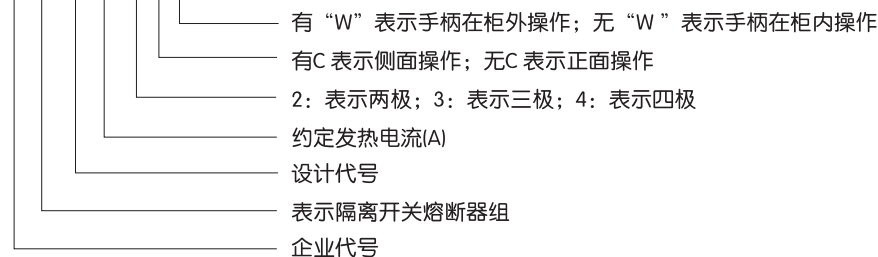 有“W”表示手柄在柜外操作；无“W ”表示手柄在柜内操作
有C 表示侧面操作；无C 表示正面操作
2：表示两极；3：表示三极；4：表示四极
约定发热电流(A)
设计代号
表示隔离开关熔断器组
企业代号